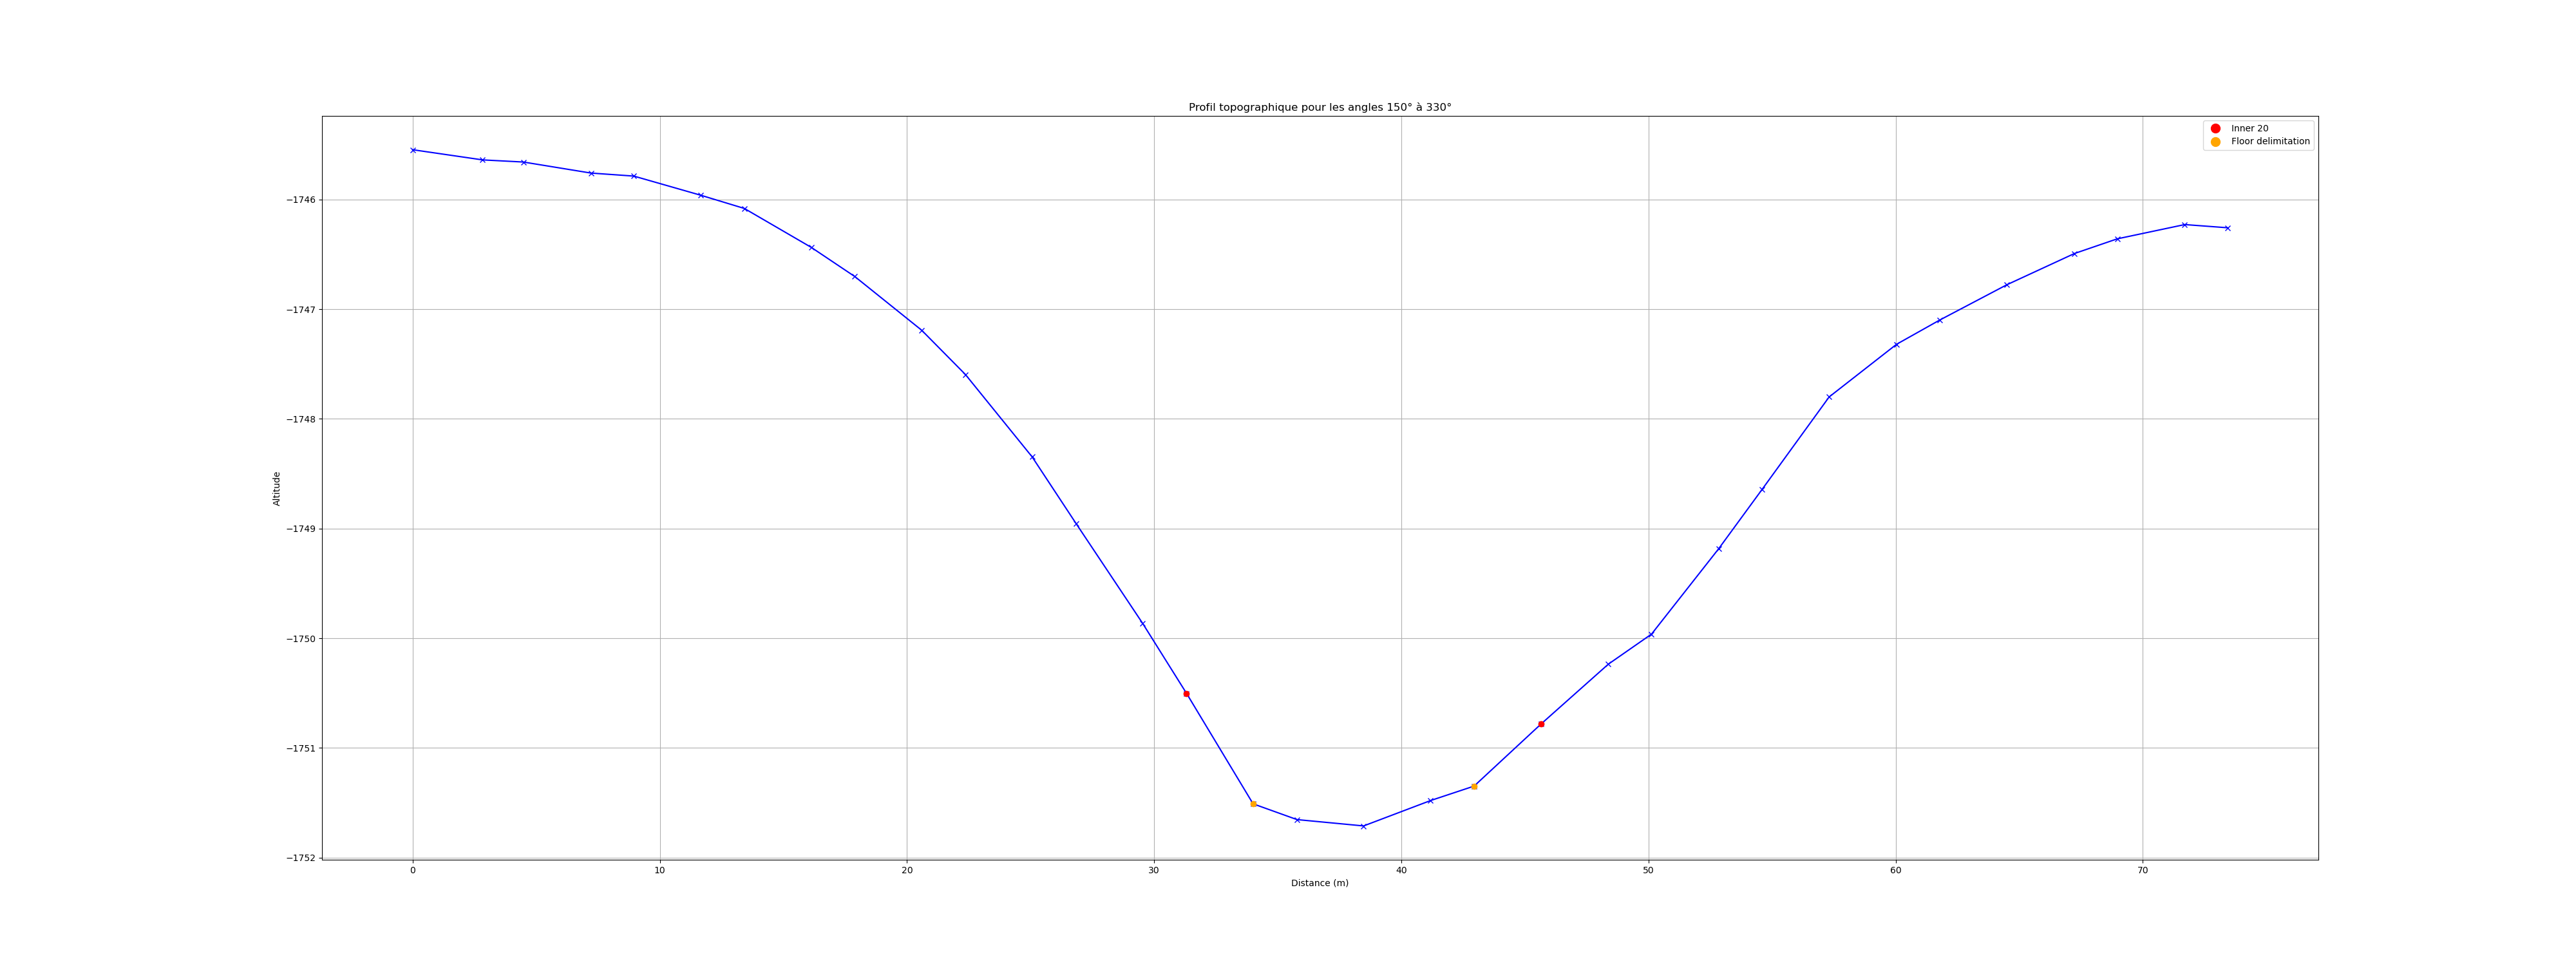 Profil topographique pour les angles 150° à 330°
Inner 20
Floor delimitation
−1746
−1747
−1748
−1749
−1750
−1751
−1752
Altitude
0 10 20 30 40 50 60 70
Distance (m)